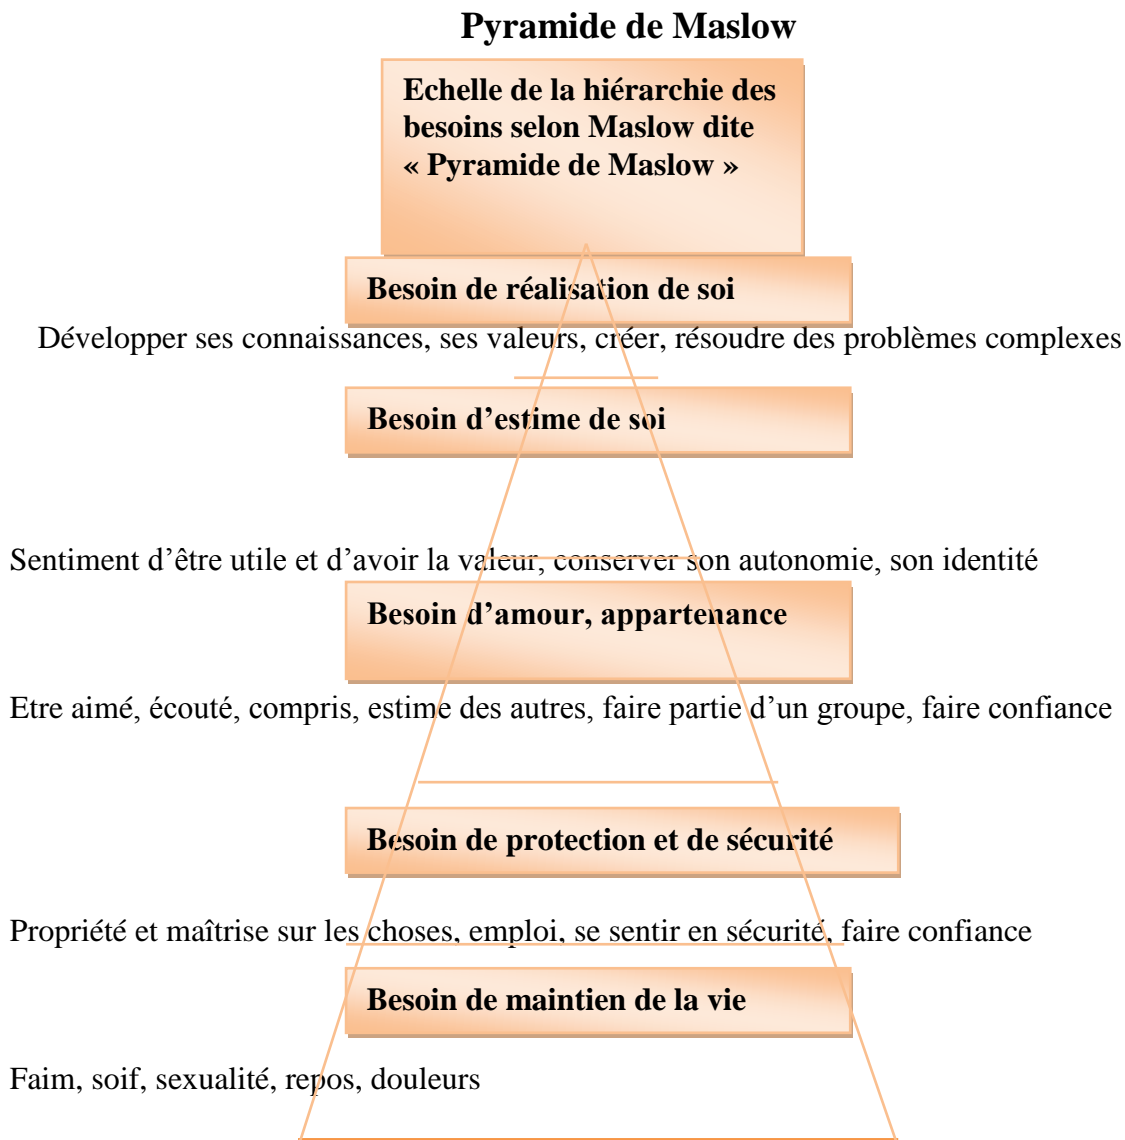 Pyramide de Maslow
Echelle de la hiérarchie des
besoins selon Maslow dite
« Pyramide de Maslow »
Besoin de réalisation de soi
Développer ses connaissances, ses valeurs, créer, résoudre des problèmes complexes
Besoin d’estime de soi
Sentiment d’être utile et d’avoir la valeur, conserver son autonomie, son identité
Besoin d’amour, appartenance
Etre aimé, écouté, compris, estime des autres, faire partie d’un groupe, faire confiance
Besoin de protection et de sécurité
Propriété et maîtrise sur les choses, emploi, se sentir en sécurité, faire confiance
Besoin de maintien de la vie
Faim, soif, sexualité, repos, douleurs